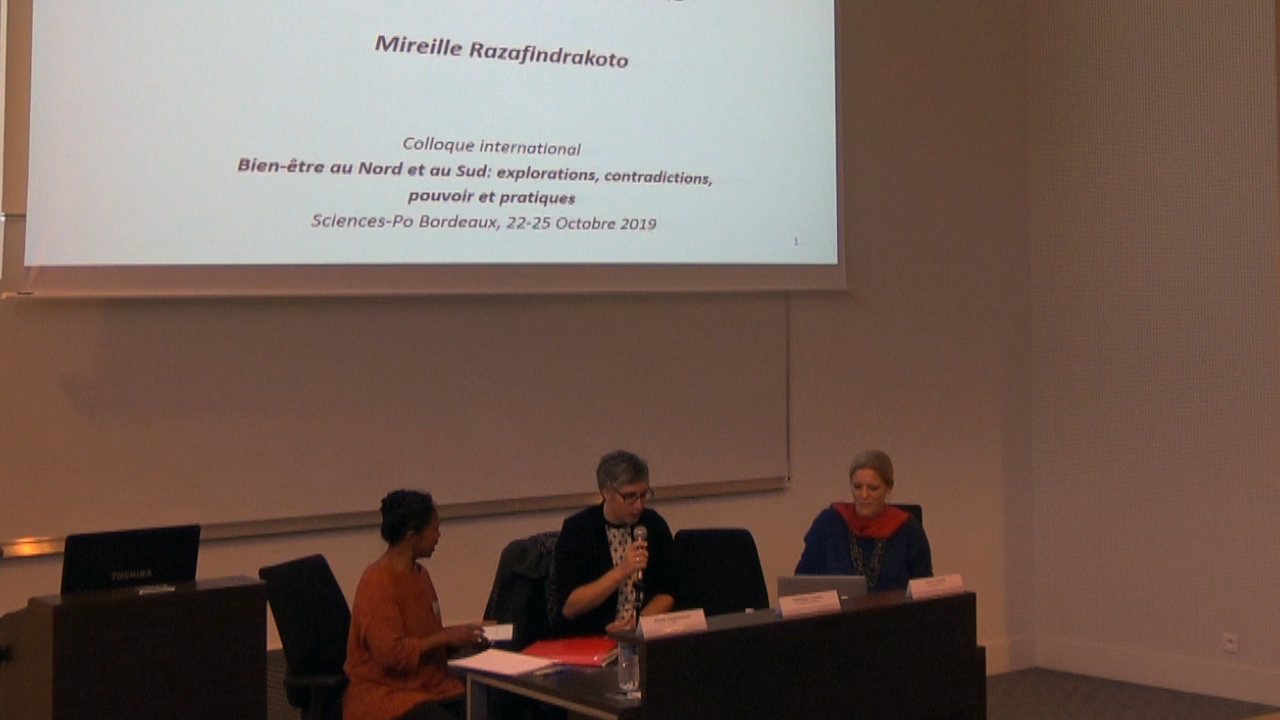 Mireille Razafindrakoto
Colloque international
Bien-être au Nord et au Sud: explorations, contradictions,
pouvoir et pratiques
Sciences-Po Bordeaux, 22-25 Octobre 2019
1
TOSHIBA